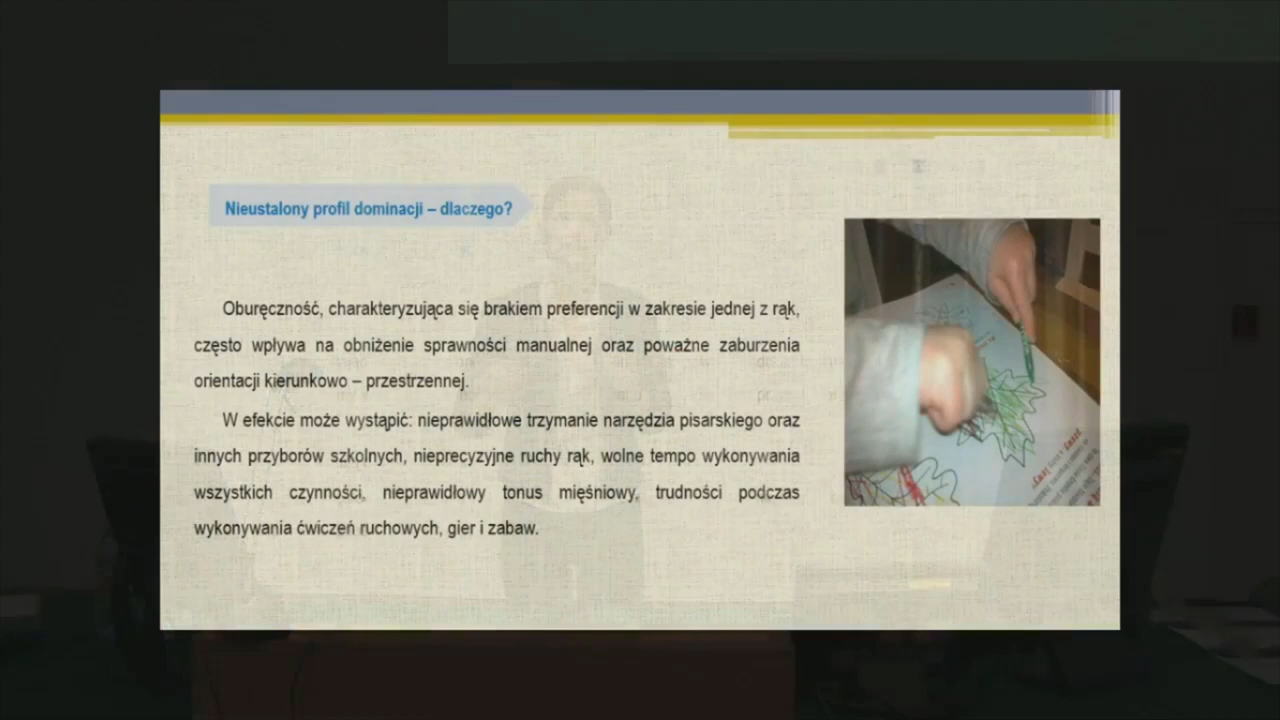 Nieustalony profil dominacji – dlaczego?
Oburęczność, charakteryzująca się brakiem preferencji w zakresie jednej z rąk,
często wpływa na obniżenie sprawności manualnej oraz poważne zaburzenia
orientacji kierunkowo – przestrzennej.
W efekcie może wystąpić: nieprawidłowe trzymanie narzędzia pisarskiego oraz
innych przyborów szkolnych, nieprecyzyjne ruchy rąk, wolne tempo wykonywania
wszystkich czynności, nieprawidłowy tonus mięśniowy, trudności podczas
wykonywania ćwiczeń ruchowych, gier i zabaw.